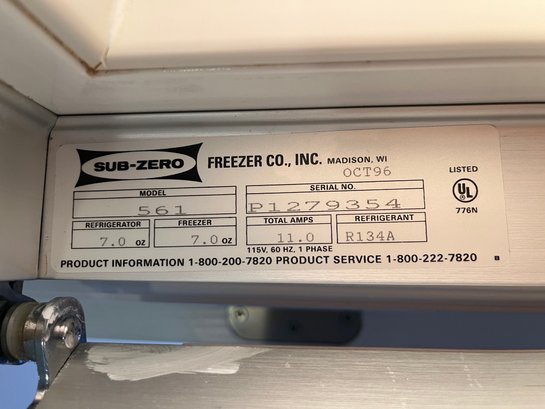 SUB-ZERO FREEZER CO., INC. MADISON, WI
OCT96
LISTED
MODEL
561
SERIAL NO.
P1279354
UL
776N
REFRIGERATOR
7.0 OZ
FREEZER
7.0 OZ
TOTAL AMPS
11.0
REFRIGERANT
R134A
115V, 60 HZ, 1 PHASE
PRODUCT INFORMATION 1-800-200-7820 PRODUCT SERVICE 1-800-222-7820